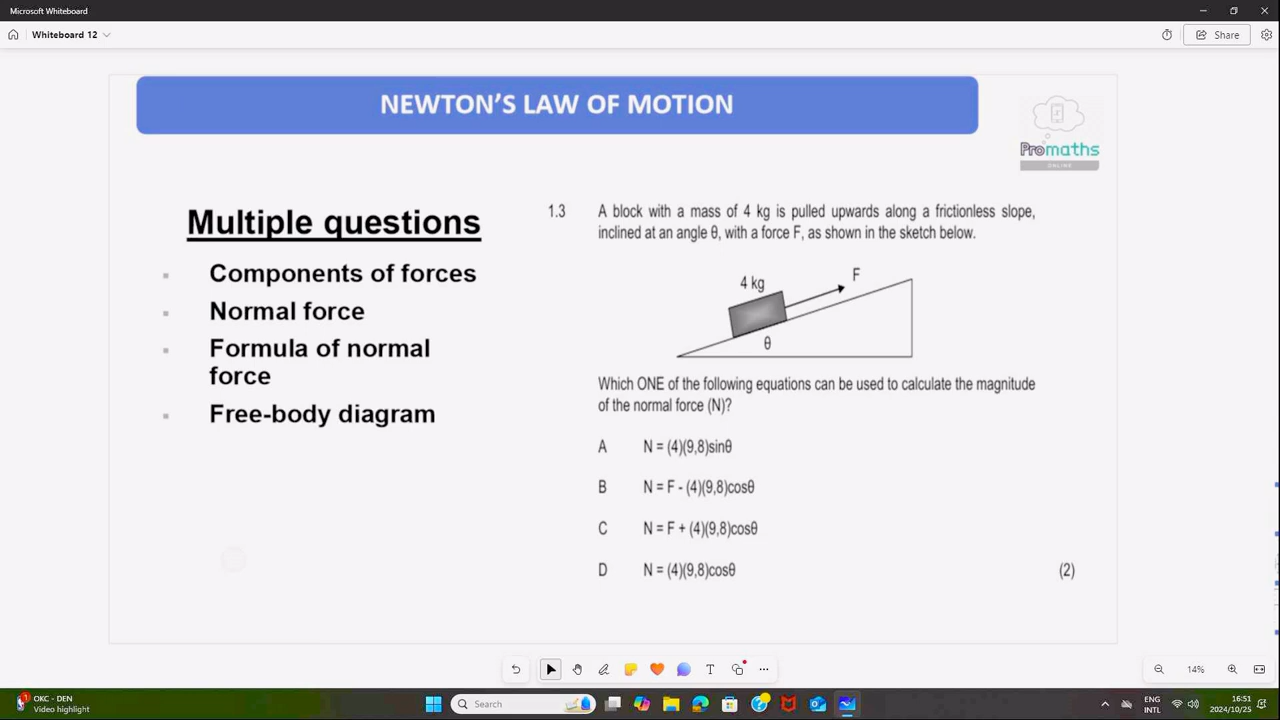 Microsoft Whiteboard
Whiteboard 12
Share
NEWTON'S LAW OF MOTION
Promaths
ONLINE
Multiple questions
Components of forces
Normal force
Formula of normal
force
Free-body diagram
1.3 A block with a mass of 4 kg is pulled upwards along a frictionless slope,
inclined at an angle θ, with a force F, as shown in the sketch below.
4 kg
F
θ
Which ONE of the following equations can be used to calculate the magnitude
of the normal force (N)?
A N = (4)(9,8)sinθ
B N = F - (4)(9,8)cosθ
C N = F + (4)(9,8)cosθ
D N = (4)(9,8)cosθ (2)
14%
1
OKC - DEN
Video highlight
Search
ENG
INTL
16:51
2024/10/25